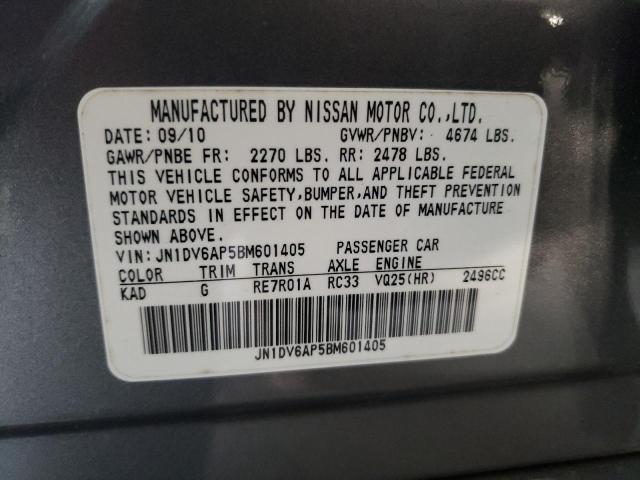 MANUFACTURED BY NISSAN MOTOR CO.,LTD.
DATE: 09/10 GVWR/PNBV: 4674 LBS.
GAWR/PNBE FR: 2270 LBS. RR: 2478 LBS.
THIS VEHICLE CONFORMS TO ALL APPLICABLE FEDERAL
MOTOR VEHICLE SAFETY,BUMPER,AND THEFT PREVENTION
STANDARDS IN EFFECT ON THE DATE OF MANUFACTURE
SHOWN ABOVE.
VIN: JN1DV6AP5BM601405 PASSENGER CAR
COLOR TRIM TRANS AXLE ENGINE
KAD G RE7R01A RC33 VQ25(HR) 2496CC
JN1DV6AP5BM601405